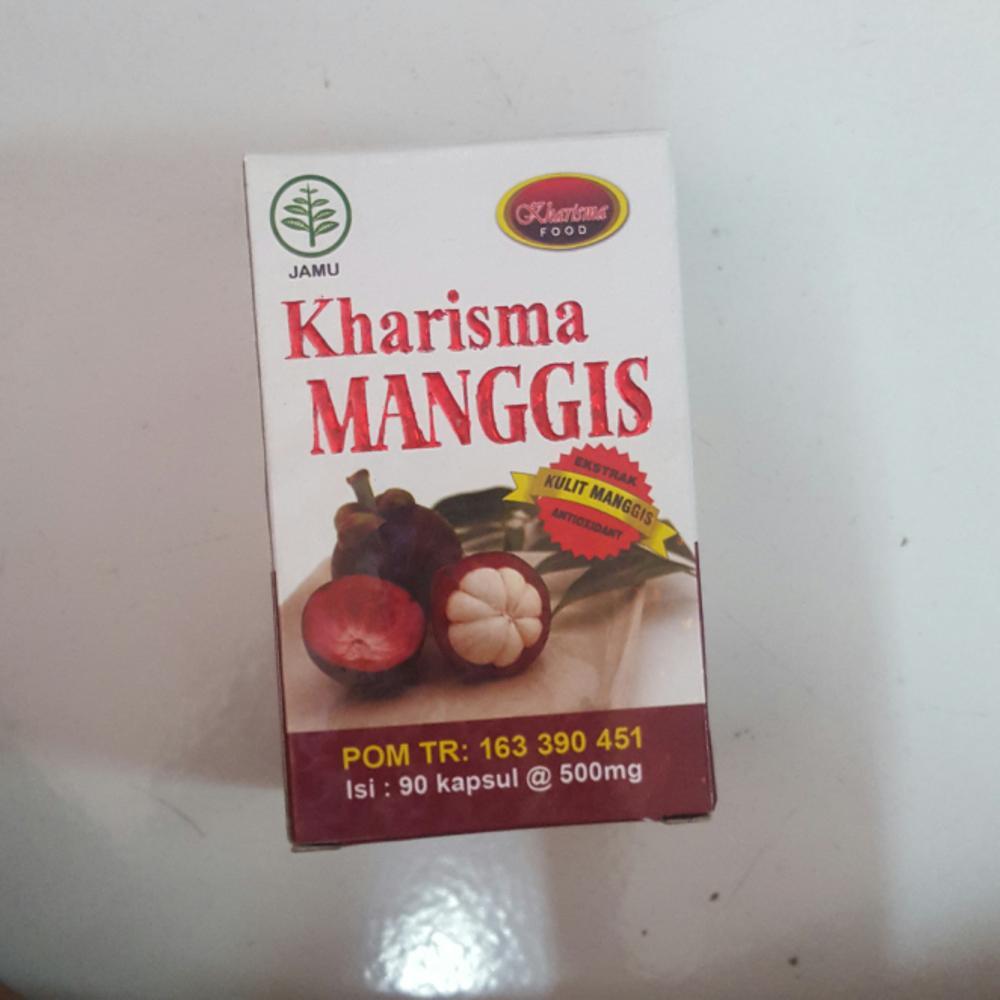 JAMU
Kharisma
FOOD
Kharisma
MANGGIS
EKSTRAK
KULIT MANGGIS
ANTIOXIDANT
POM TR: 163 390 451
Isi : 90 kapsul @ 500mg